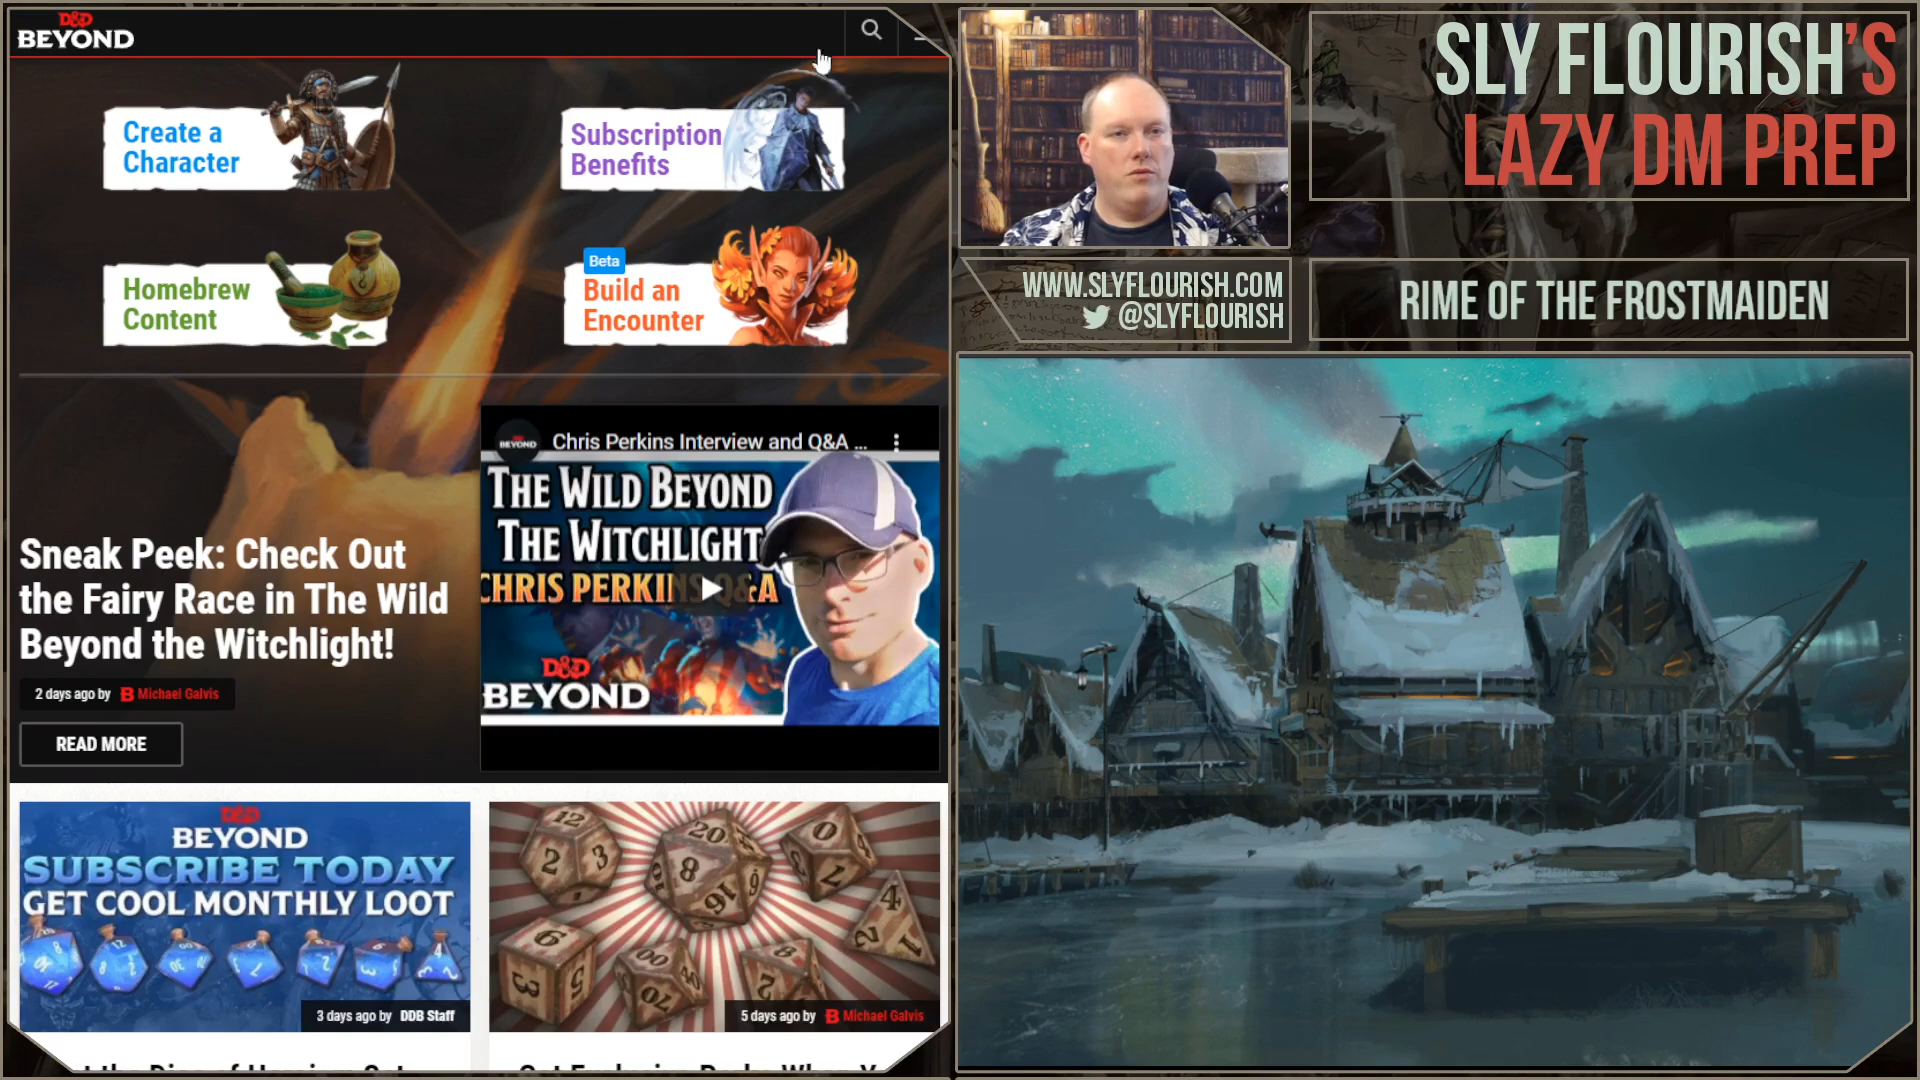 D&D
BEYOND
Create a
Character
Subscription
Benefits
Homebrew
Content
Beta
Build an
Encounter
BEYOND
Chris Perkins Interview and Q&A ...
THE WILD BEYOND
THE WITCHLIGHT
CHRIS PERKINS Q&A
D&D
BEYOND
Sneak Peek: Check Out
the Fairy Race in The Wild
Beyond the Witchlight!
2 days ago by Michael Galvis
READ MORE
D&D
BEYOND
SUBSCRIBE TODAY
GET COOL MONTHLY LOOT
3 days ago by DDB Staff
5 days ago by Michael Galvis
SLY FLOURISH'S
LAZY DM PREP
WWW.SLYFLOURISH.COM
@SLYFLOURISH
RIME OF THE FROSTMAIDEN